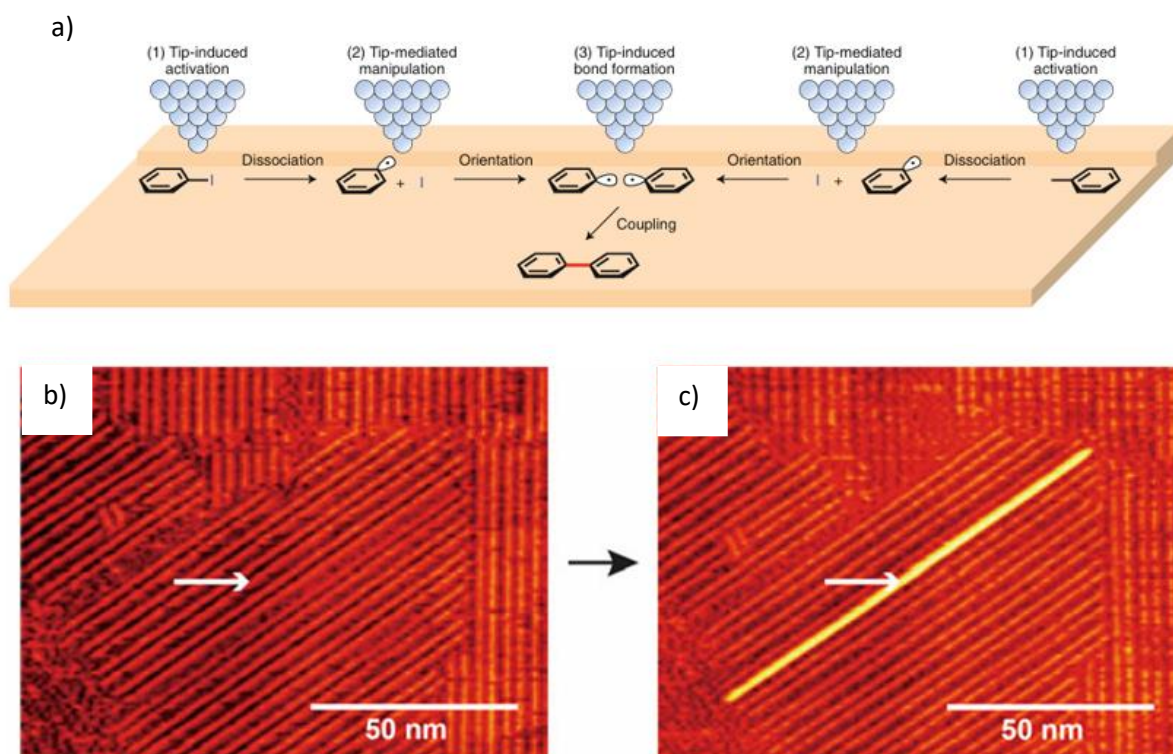 a)
(1) Tip-induced
activation
(2) Tip-mediated
manipulation
(3) Tip-induced
bond formation
(2) Tip-mediated
manipulation
(1) Tip-induced
activation
Dissociation
Orientation
Orientation
Dissociation
I
+ I
I +
Coupling
b)
50 nm
c)
50 nm